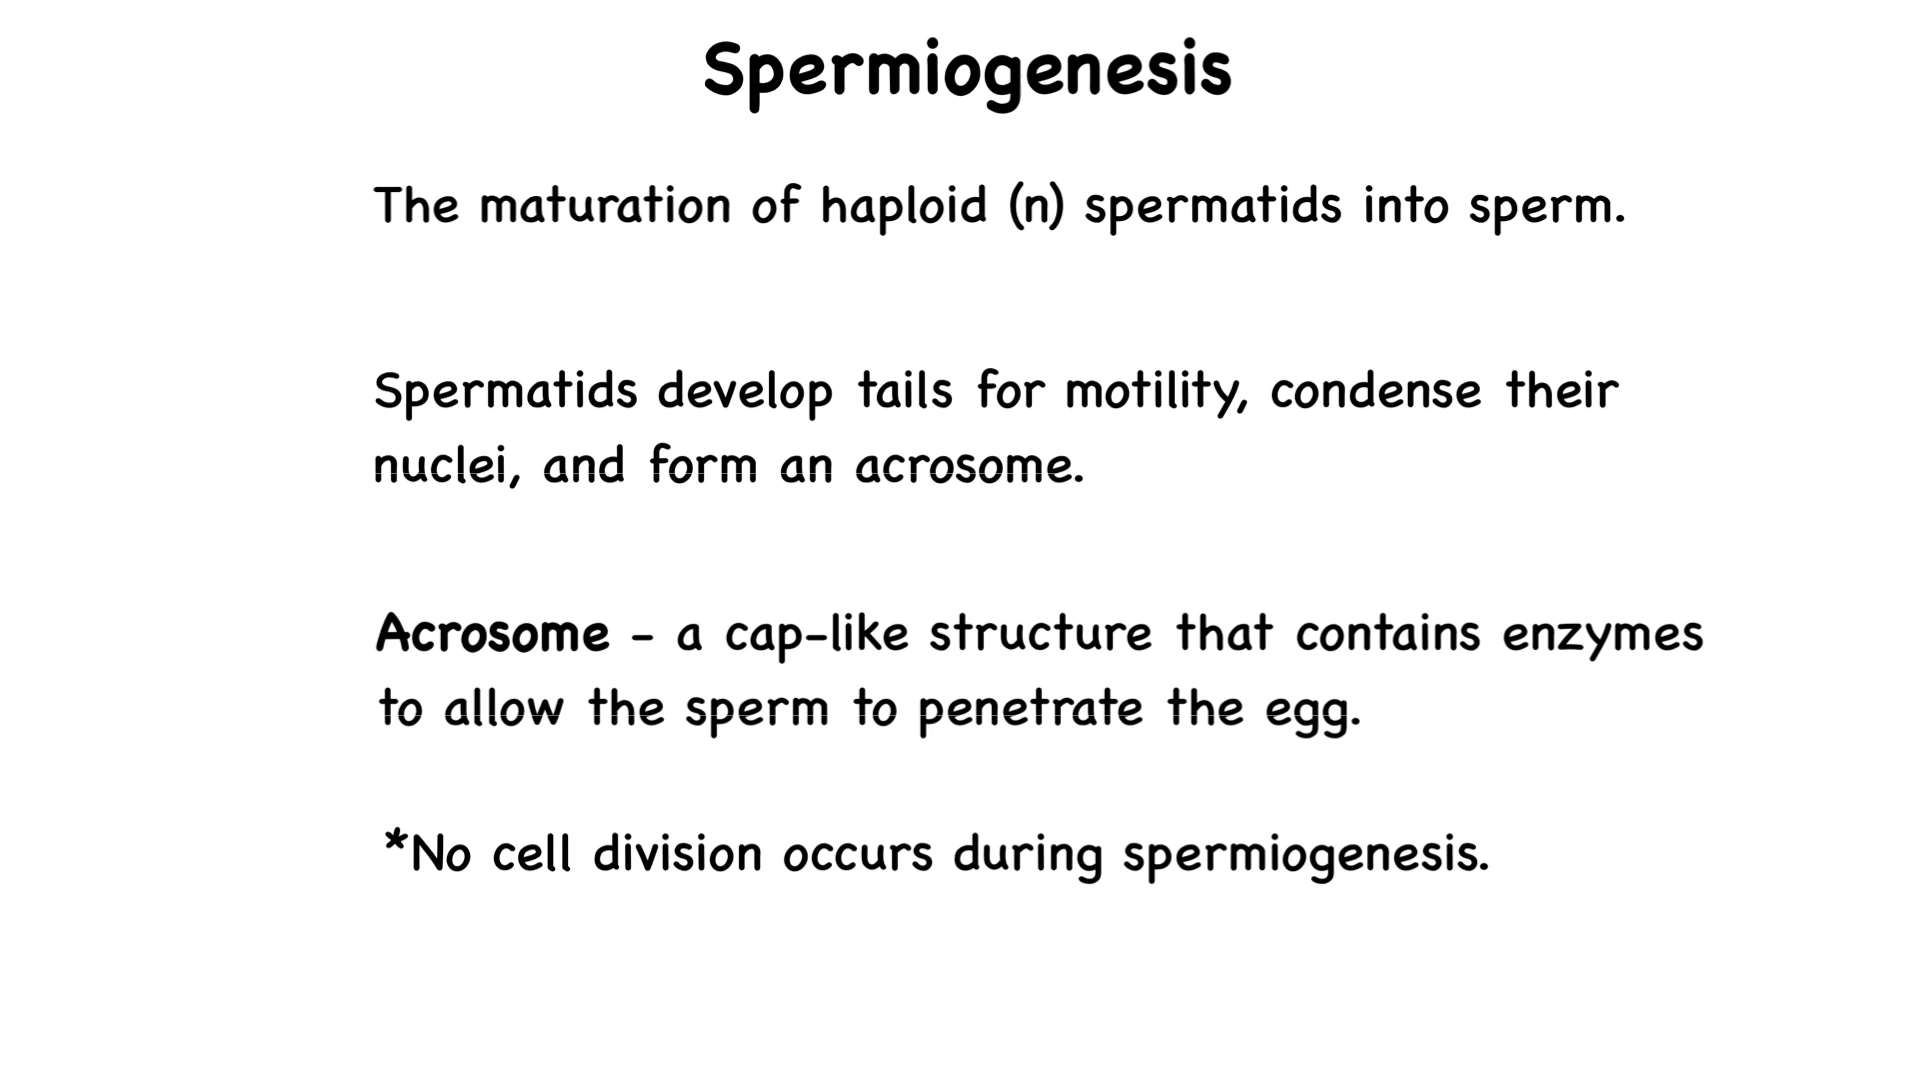 Spermiogenesis
The maturation of haploid (n) spermatids into sperm.
Spermatids develop tails for motility, condense their
nuclei, and form an acrosome.
Acrosome - a cap-like structure that contains enzymes
to allow the sperm to penetrate the egg.
*No cell division occurs during spermiogenesis.